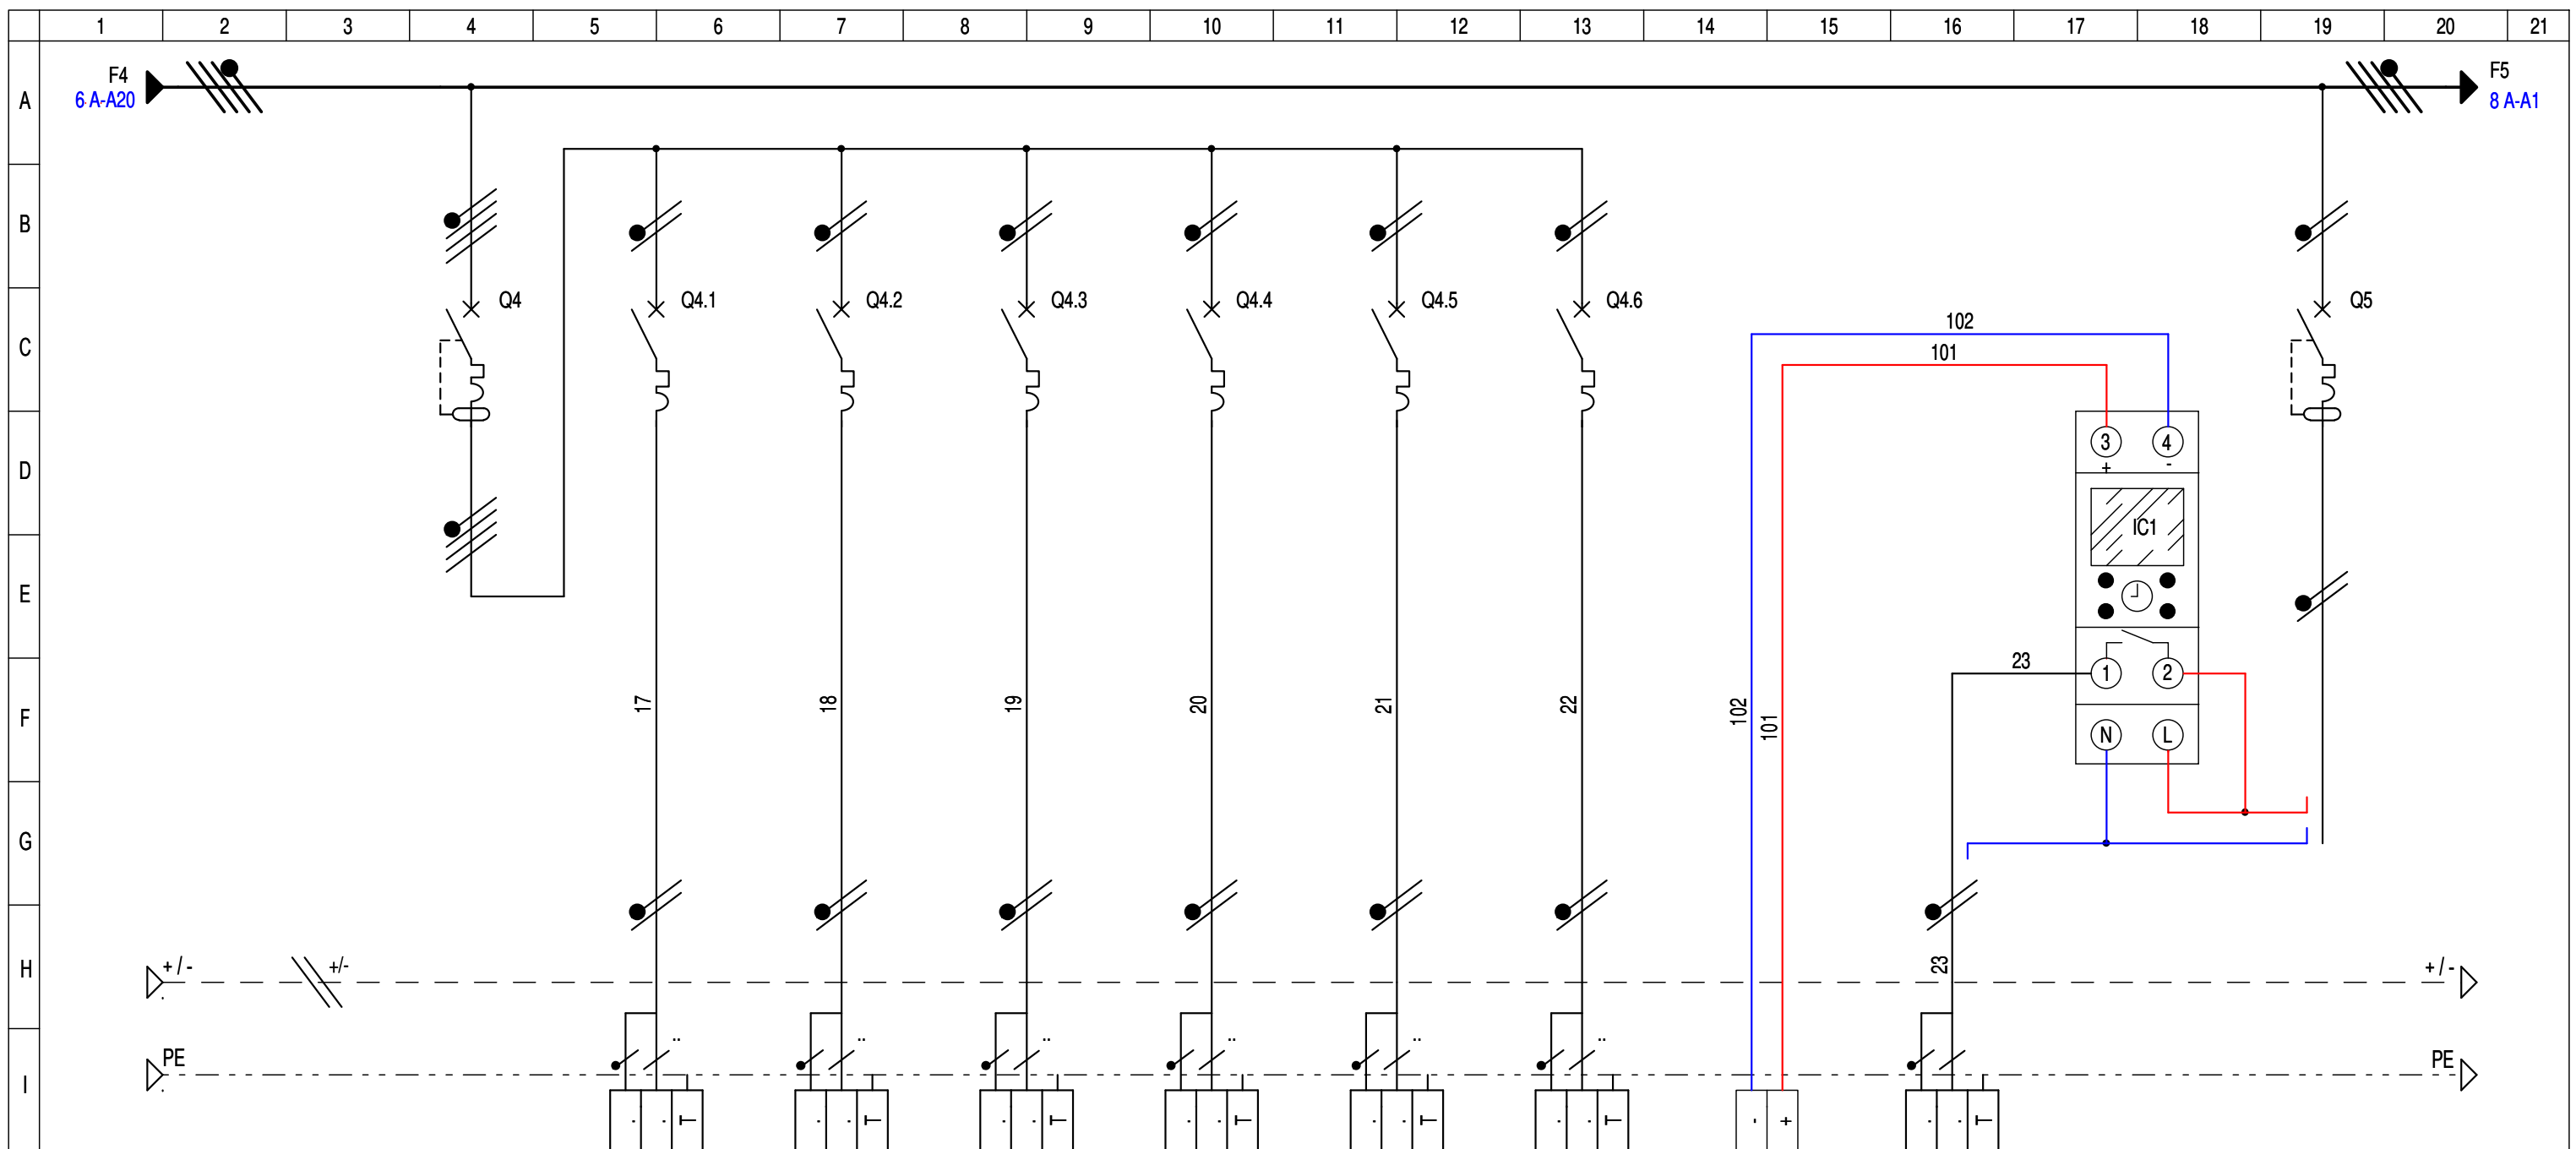 1 2 3 4 5 6 7 8 9 10 11 12 13 14 15 16 17 18 19 20 21
A
F4
6 A-A20
F5
8 A-A1
B
C
Q4
Q4.1
Q4.2
Q4.3
Q4.4
Q4.5
Q4.6
Q5
102
101
D
3 4
+ -
IC1
E
23
1 2
F
17
18
19
20
21
22
102
101
N L
G
H
+ / -
+/-
23
+ / -
I
PE
PE
- +